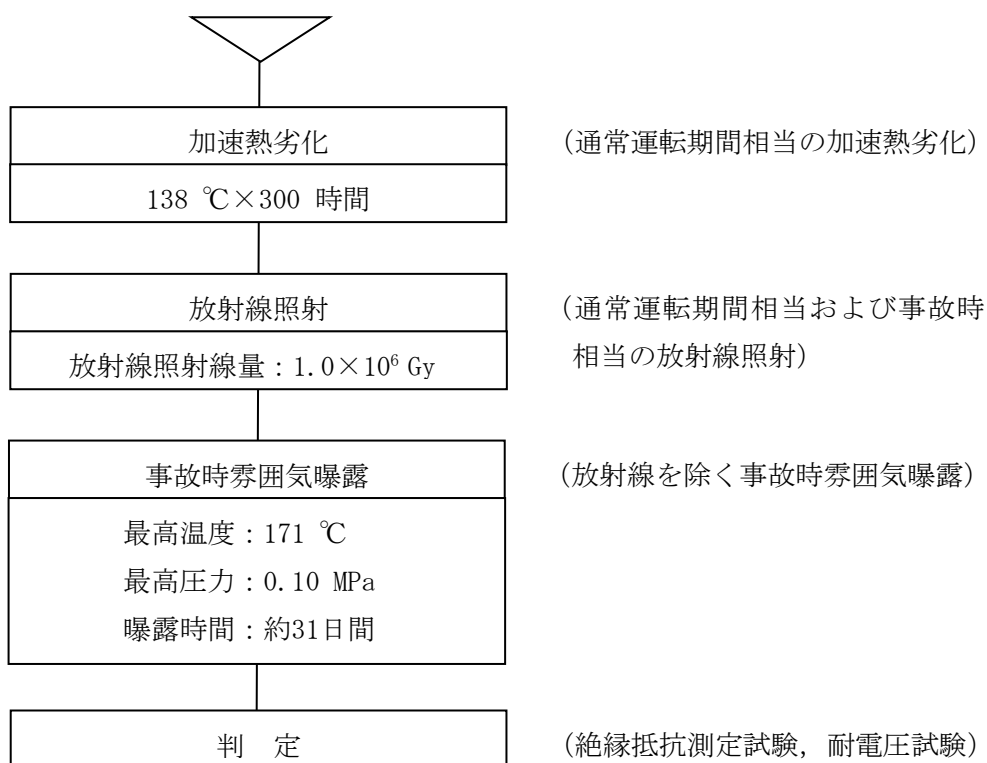 加速熱劣化
(通常運転期間相当の加速熱劣化)
138 ℃×300 時間
放射線照射
(通常運転期間相当および事故時
相当の放射線照射)
放射線照射線量:1.0×10⁶ Gy
事故時雰囲気曝露
(放射線を除く事故時雰囲気曝露)
最高温度:171 ℃
最高圧力:0.10 MPa
曝露時間:約31日間
判 定
(絶縁抵抗測定試験,耐電圧試験)